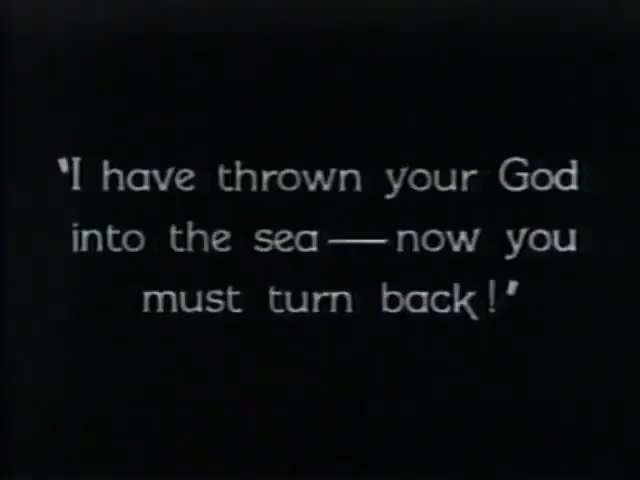 "I have thrown your God
into the sea — now you
must turn back!"